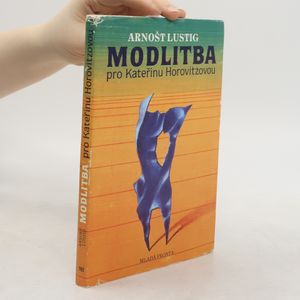 ARNOŠT LUSTIG
MODLITBA
pro Kateřinu Horovitzovou
MLADÁ FRONTA
MODLITBA pro Kateřinu Horovitzovou